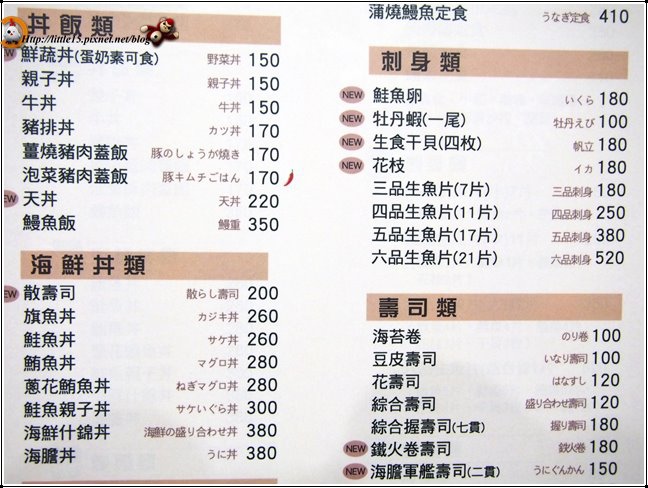 http://little15.pixnet.net/blog
丼飯類
鮮蔬丼(蛋奶素可食) 野菜丼 150
親子丼 親子丼 150
牛丼 牛丼 150
豬排丼 カツ丼 170
薑燒豬肉蓋飯 豚のしょうが焼き 170
泡菜豬肉蓋飯 豚キムチごはん 170
天丼 天丼 220
鰻魚飯 鰻重 350
海鮮丼類
散壽司 散らし壽司 200
旗魚丼 カジキ丼 260
鮭魚丼 サケ丼 260
鮪魚丼 マグロ丼 280
蔥花鮪魚丼 ねぎマグロ丼 280
鮭魚親子丼 サケいくら丼 300
海鮮什錦丼 海鮮の盛り合わせ丼 380
海膽丼 うに丼 380
蒲燒鰻魚定食 うなぎ定食 410
刺身類
NEW 鮭魚卵 いくら 180
NEW 牡丹蝦(一尾) 牡丹えび 100
NEW 生食干貝(四枚) 帆立 180
NEW 花枝 イカ 180
三品生魚片(7片) 三品刺身 180
四品生魚片(11片) 四品刺身 250
五品生魚片(17片) 五品刺身 380
六品生魚片(21片) 六品刺身 520
壽司類
海苔卷 のり卷 100
豆皮壽司 いなり壽司 100
花壽司 はなすし 120
綜合壽司 盛り合わせ壽司 120
綜合握壽司(七貫) 握り壽司 180
NEW 鐵火卷壽司 鉄火卷 180
NEW 海膽軍艦壽司(二貫) うにぐんかん 150